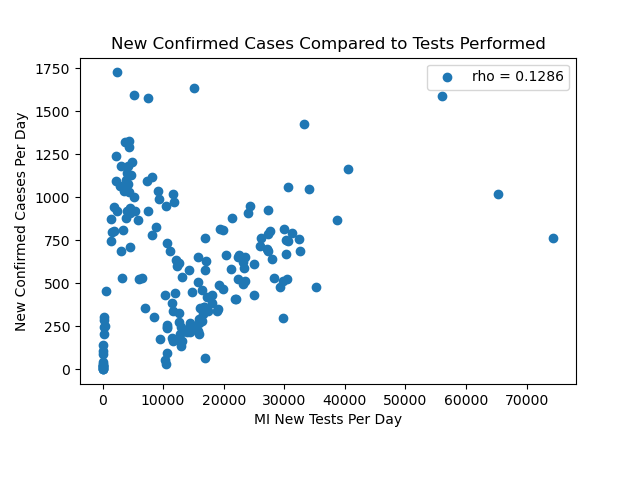 New Confirmed Cases Compared to Tests Performed
rho = 0.1286
New Confirmed Caeses Per Day
1750
1500
1250
1000
750
500
250
0
0 10000 20000 30000 40000 50000 60000 70000
MI New Tests Per Day